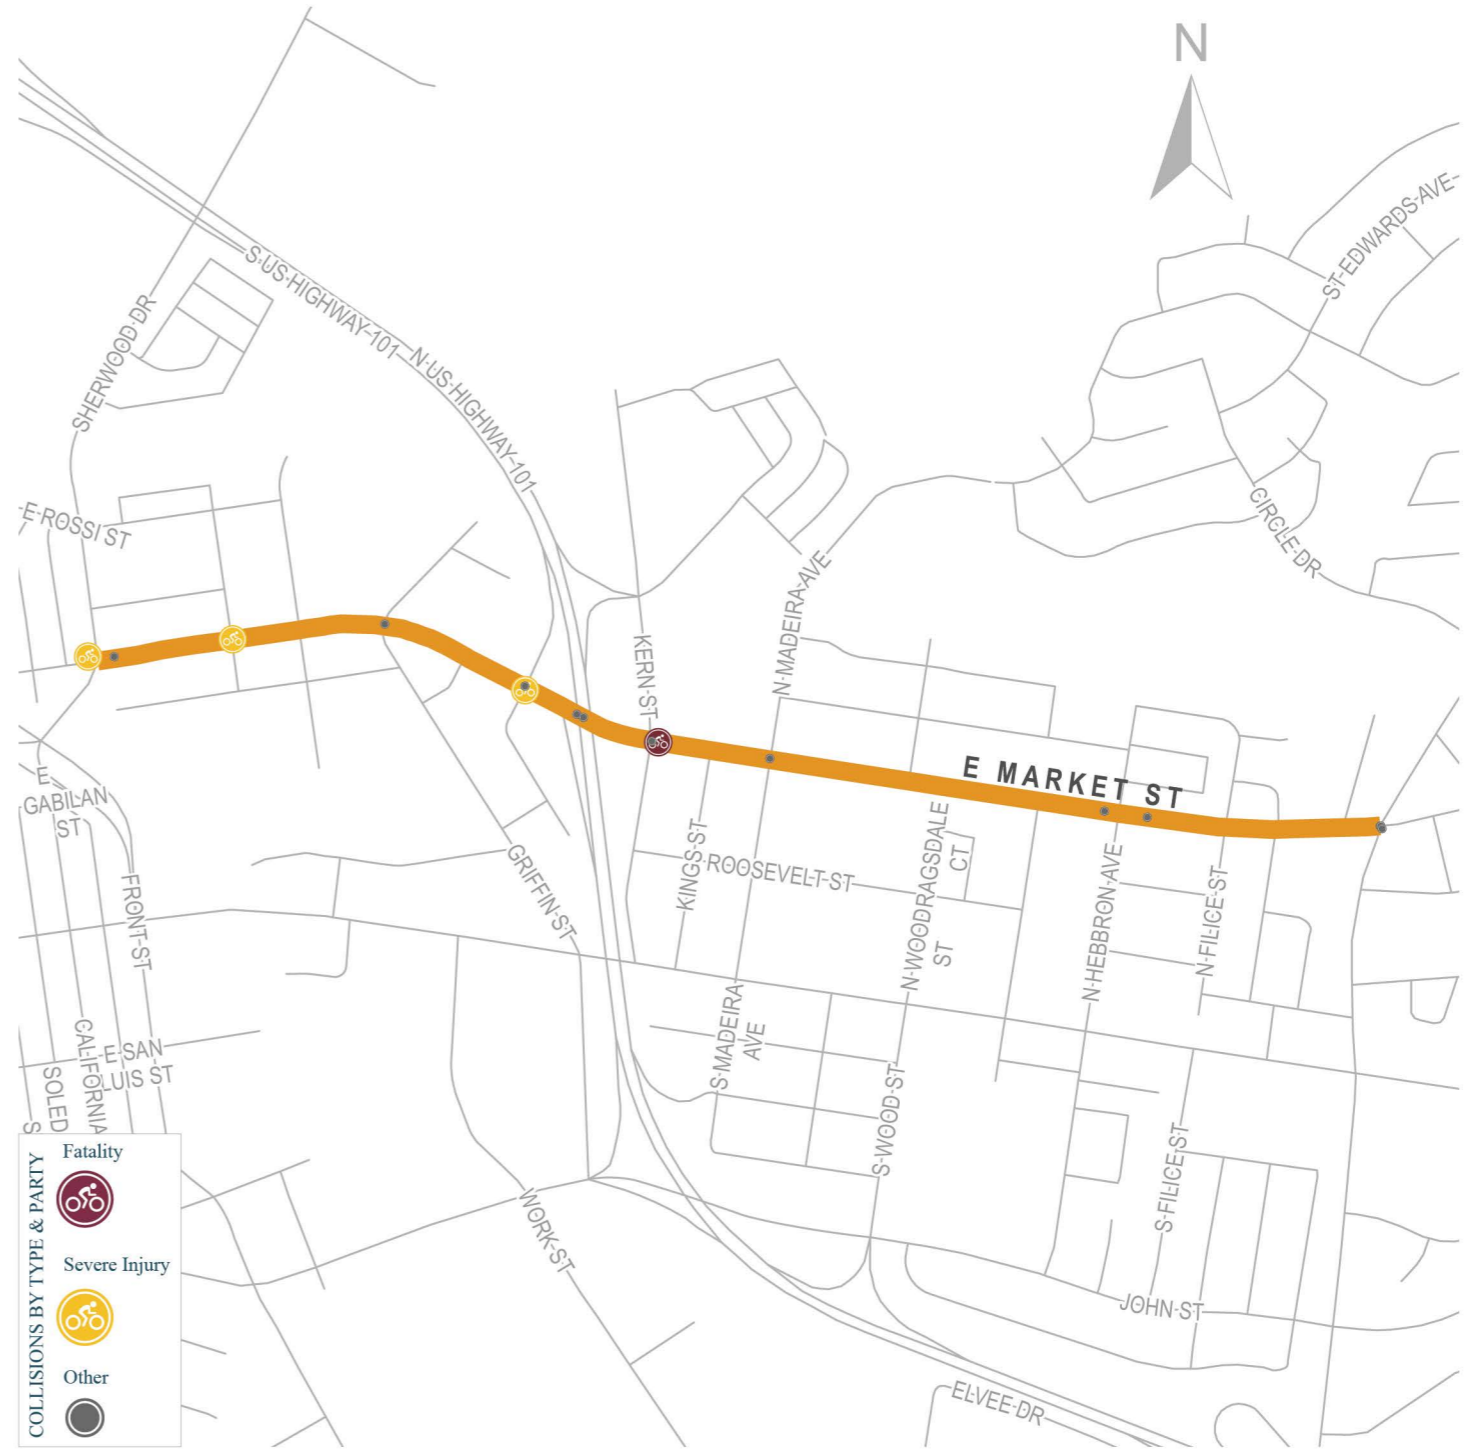 N
ST EDWARDS AVE
S US HIGHWAY 101
N US HIGHWAY 101
SHERWOOD DR
CIRCLE DR
E ROSSI ST
N MADEIRA AVE
KERN ST
E MARKET ST
E
GABILAN
ST
KINGS ST
ROOSEVELT ST
N WOOD
ST
RAGSDALE
CT
N HEBBRON AVE
N FILICE ST
GRIFFIN ST
FRONT ST
S MADEIRA
AVE
E SAN
LUIS ST
CALIFORNIA
SOLED
S
S WOOD ST
S FILICE ST
WORK ST
JOHN ST
ELVEE DR
COLLISIONS BY TYPE & PARTY
Fatality
Severe Injury
Other